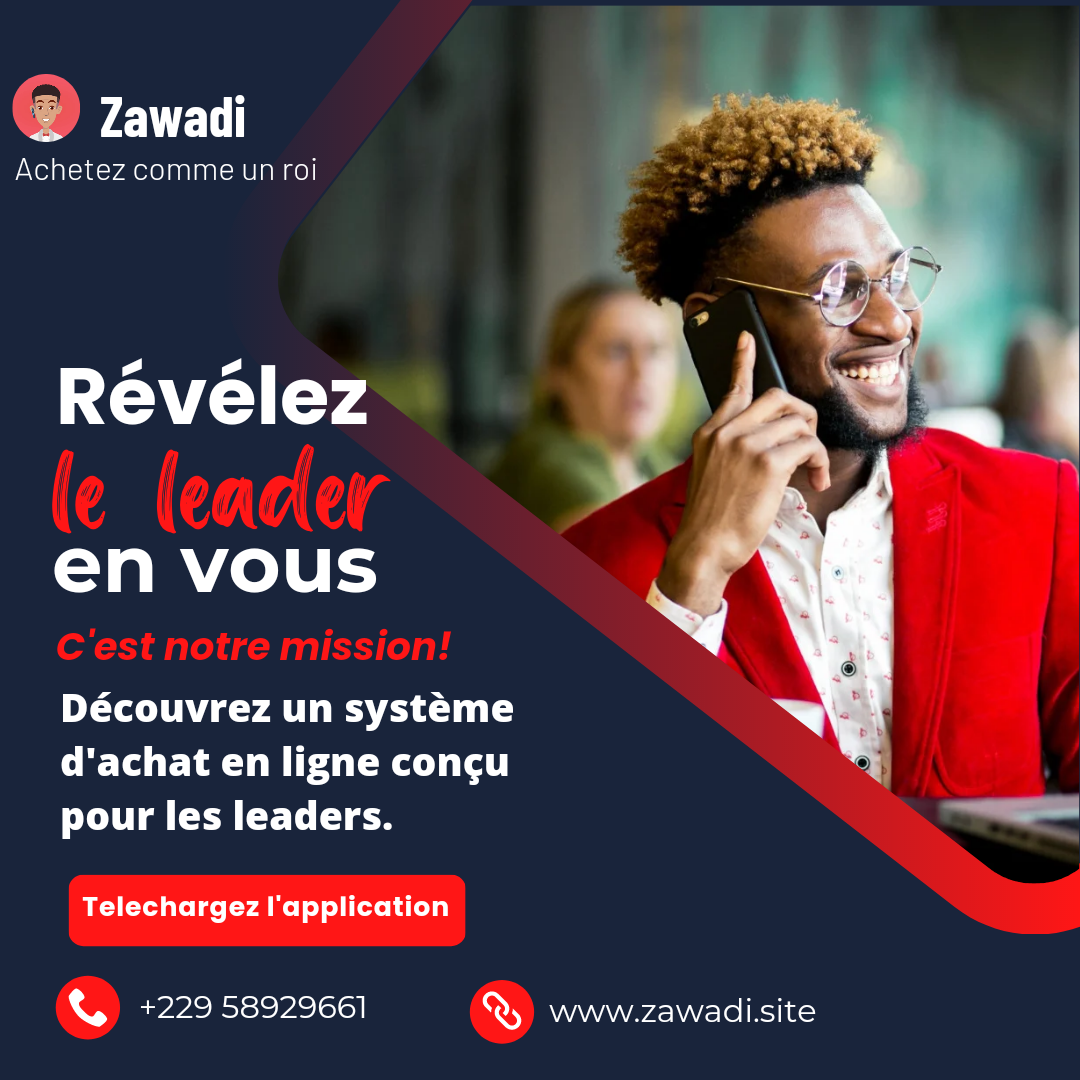 Zawadi
Achetez comme un roi
Révélez
le leader
en vous
C'est notre mission!
Découvrez un système
d'achat en ligne conçu
pour les leaders.
Telechargez l'application
+229 58929661
www.zawadi.site